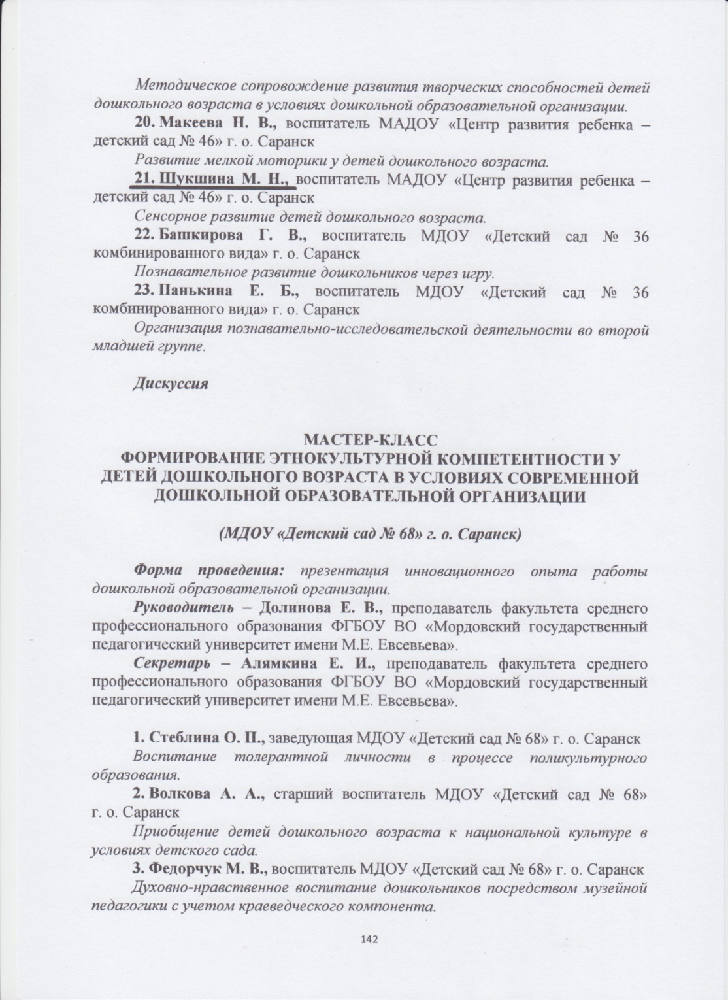 Методическое сопровождение развития творческих способностей детей
дошкольного возраста в условиях дошкольной образовательной организации.
20. Макеева Н. В., воспитатель МАДОУ «Центр развития ребенка –
детский сад № 46» г. о. Саранск
Развитие мелкой моторики у детей дошкольного возраста.
21. Шукшина М. Н., воспитатель МАДОУ «Центр развития ребенка –
детский сад № 46» г. о. Саранск
Сенсорное развитие детей дошкольного возраста.
22. Башкирова Г. В., воспитатель МДОУ «Детский сад № 36
комбинированного вида» г. о. Саранск
Познавательное развитие дошкольников через игру.
23. Панькина Е. Б., воспитатель МДОУ «Детский сад № 36
комбинированного вида» г. о. Саранск
Организация познавательно-исследовательской деятельности во второй
младшей группе.
Дискуссия
МАСТЕР-КЛАСС
ФОРМИРОВАНИЕ ЭТНОКУЛЬТУРНОЙ КОМПЕТЕНТНОСТИ У
ДЕТЕЙ ДОШКОЛЬНОГО ВОЗРАСТА В УСЛОВИЯХ СОВРЕМЕННОЙ
ДОШКОЛЬНОЙ ОБРАЗОВАТЕЛЬНОЙ ОРГАНИЗАЦИИ
(МДОУ «Детский сад № 68» г. о. Саранск)
Форма проведения: презентация инновационного опыта работы
дошкольной образовательной организации.
Руководитель – Долинова Е. В., преподаватель факультета среднего
профессионального образования ФГБОУ ВО «Мордовский государственный
педагогический университет имени М.Е. Евсевьева».
Секретарь – Алямкина Е. И., преподаватель факультета среднего
профессионального образования ФГБОУ ВО «Мордовский государственный
педагогический университет имени М.Е. Евсевьева».
1. Стеблина О. П., заведующая МДОУ «Детский сад № 68» г. о. Саранск
Воспитание толерантной личности в процессе поликультурного
образования.
2. Волкова А. А., старший воспитатель МДОУ «Детский сад № 68»
г. о. Саранск
Приобщение детей дошкольного возраста к национальной культуре в
условиях детского сада.
3. Федорчук М. В., воспитатель МДОУ «Детский сад № 68» г. о. Саранск
Духовно-нравственное воспитание дошкольников посредством музейной
педагогики с учетом краеведческого компонента.
142